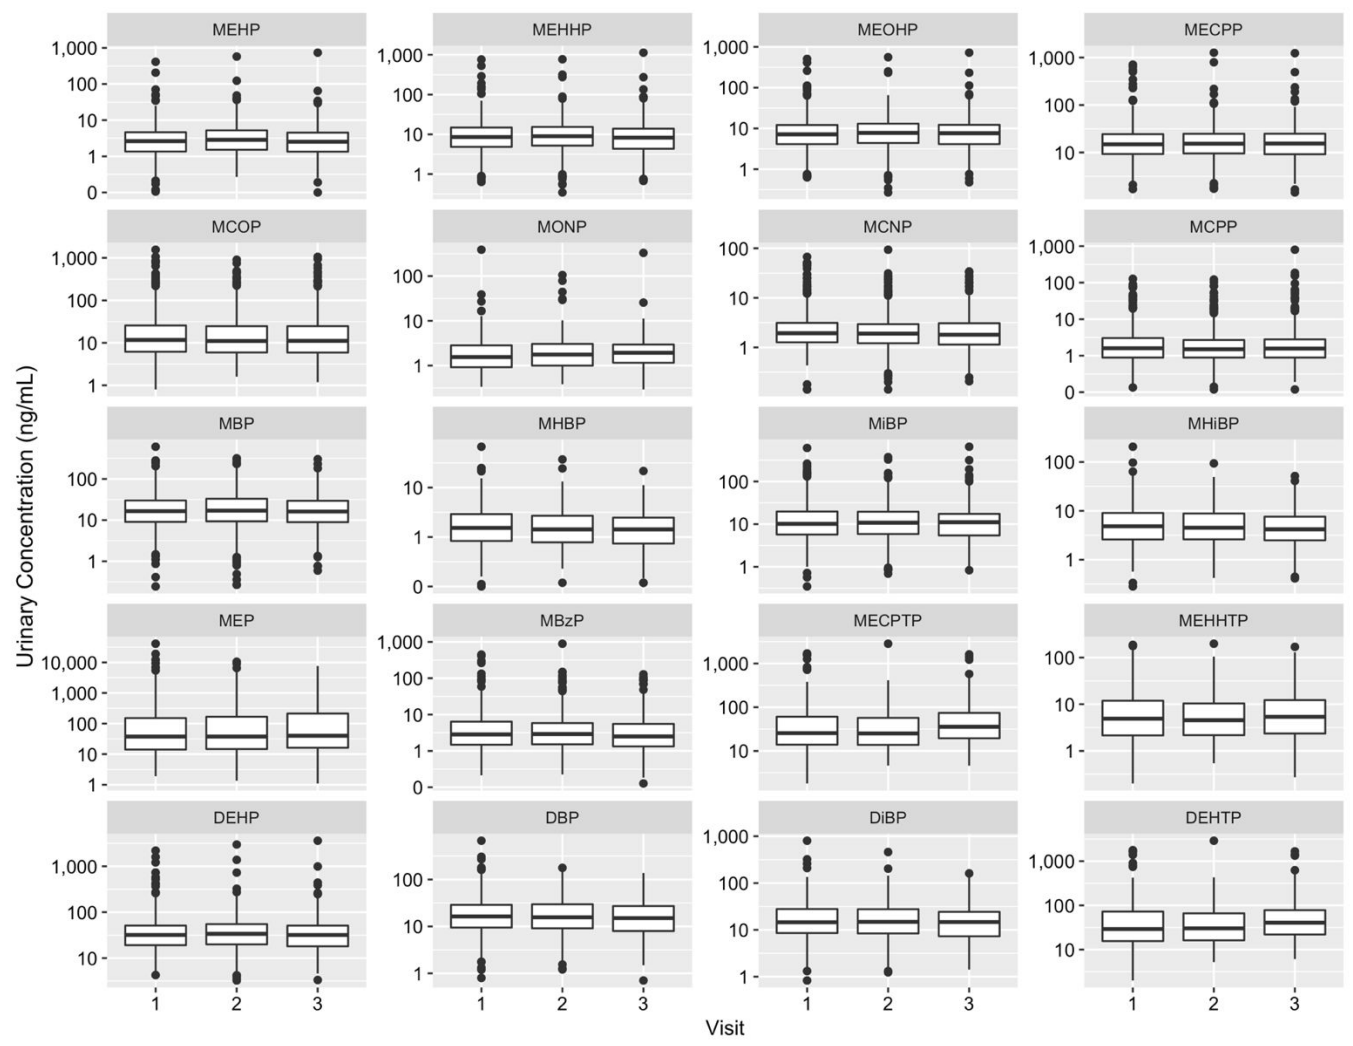 MEHP MEHHP MEOHP MECPP
1,000 100 10 1 0
1,000 100 10 1
1,000 100 10 1
1,000 100 10
MCOP MONP MCNP MCPP
1,000 100 10 1
100 10 1
100 10 1
1,000 100 10 1 0
MBP MHBP MiBP MHiBP
100 10 1
10 1 0
100 10 1
100 10 1
MEP MBzP MECPTP MEHHTP
10,000 1,000 100 10 1
1,000 100 10 1 0
1,000 100 10
100 10 1
DEHP DBP DiBP DEHTP
1,000 100 10
100 10 1
1,000 100 10 1
1,000 100 10
1 2 3 1 2 3 1 2 3 1 2 3
Urinary Concentration (ng/mL)
Visit